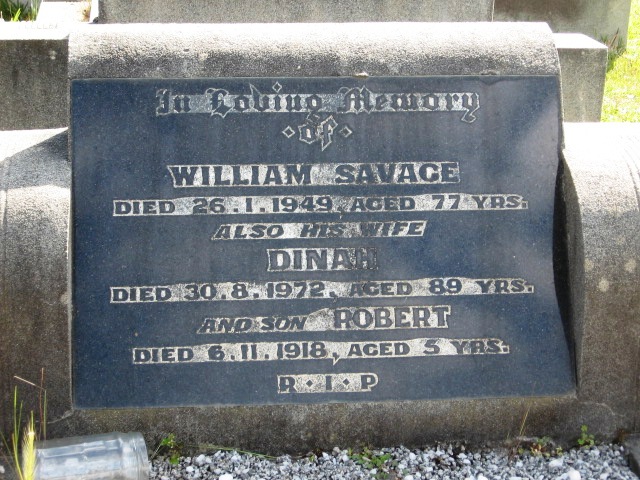 In Loving Memory
of
WILLIAM SAVAGE
DIED 26.1.1949, AGED 77 YRS.
ALSO HIS WIFE
DINAH
DIED 30.8.1972, AGED 89 YRS.
AND SON ROBERT
DIED 6.11.1918, AGED 5 YRS.
R·I·P